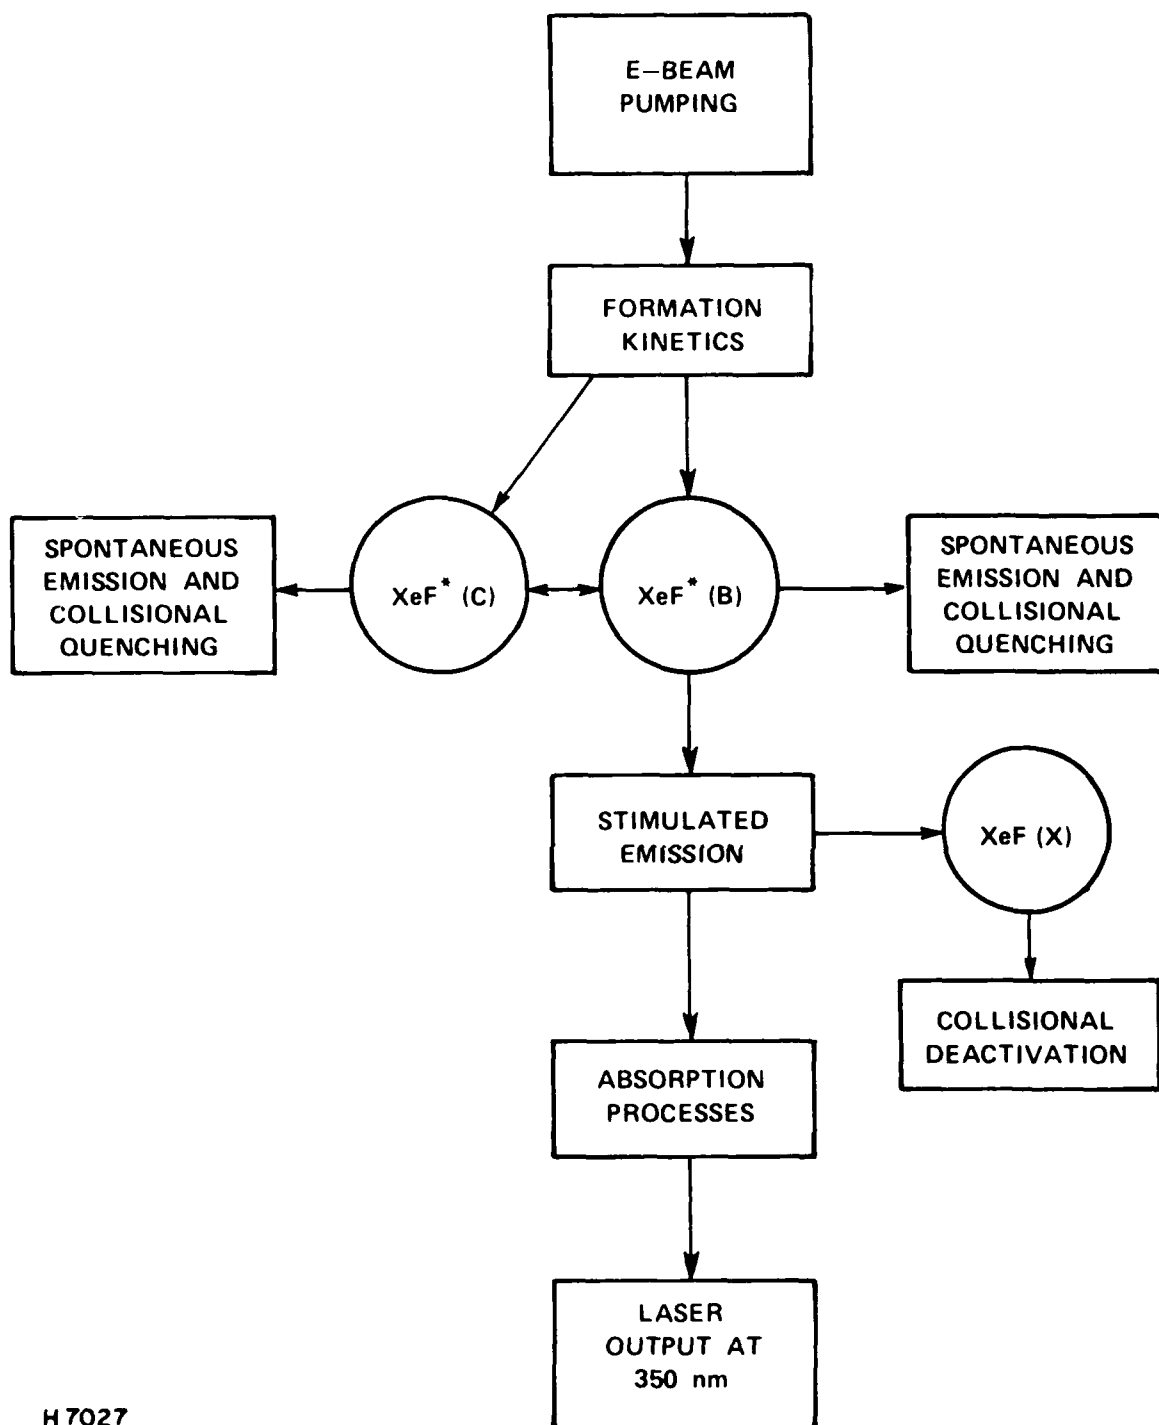 E-BEAM
PUMPING
FORMATION
KINETICS
SPONTANEOUS
EMISSION AND
COLLISIONAL
QUENCHING
XeF* (C)
XeF* (B)
SPONTANEOUS
EMISSION AND
COLLISIONAL
QUENCHING
STIMULATED
EMISSION
XeF (X)
COLLISIONAL
DEACTIVATION
ABSORPTION
PROCESSES
LASER
OUTPUT AT
350 nm
H 7027